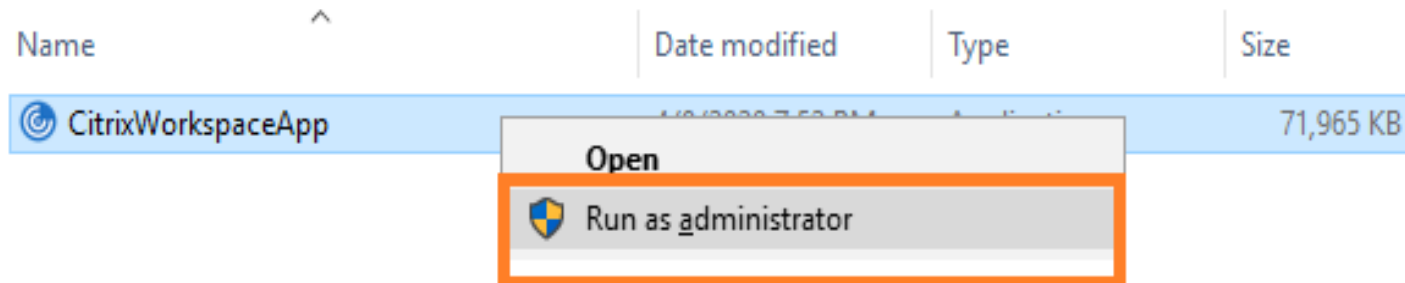 Name Date modified Type Size
CitrixWorkspaceApp 71,965 KB
Open
Run as administrator